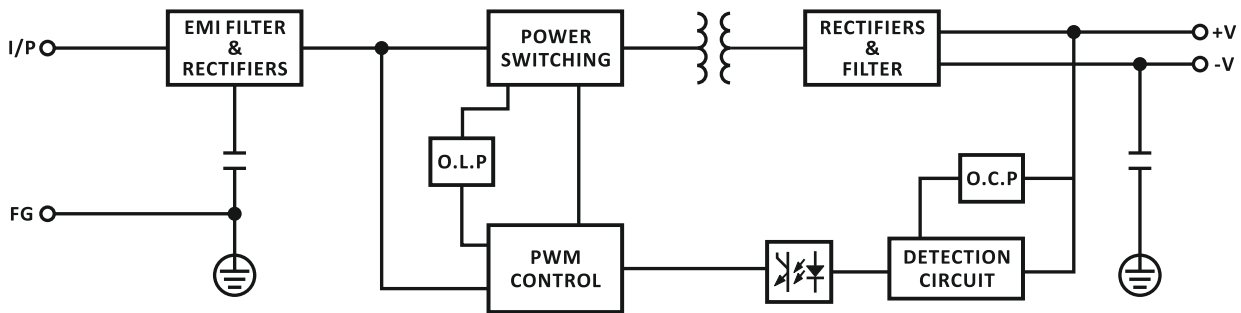 I/P
EMI FILTER
&
RECTIFIERS
POWER
SWITCHING
RECTIFIERS
&
FILTER
+V
-V
O.L.P
O.C.P
FG
PWM
CONTROL
DETECTION
CIRCUIT